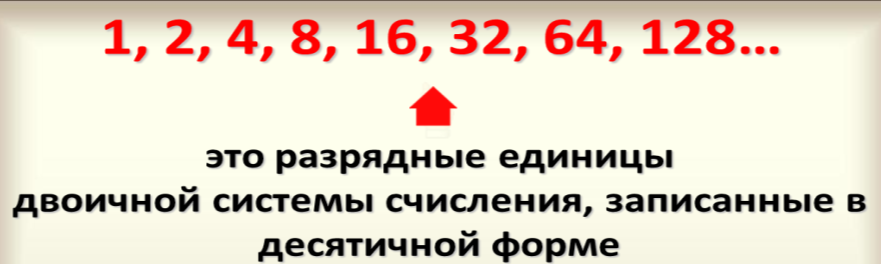 1, 2, 4, 8, 16, 32, 64, 128…
это разрядные единицы
двоичной системы счисления, записанные в
десятичной форме